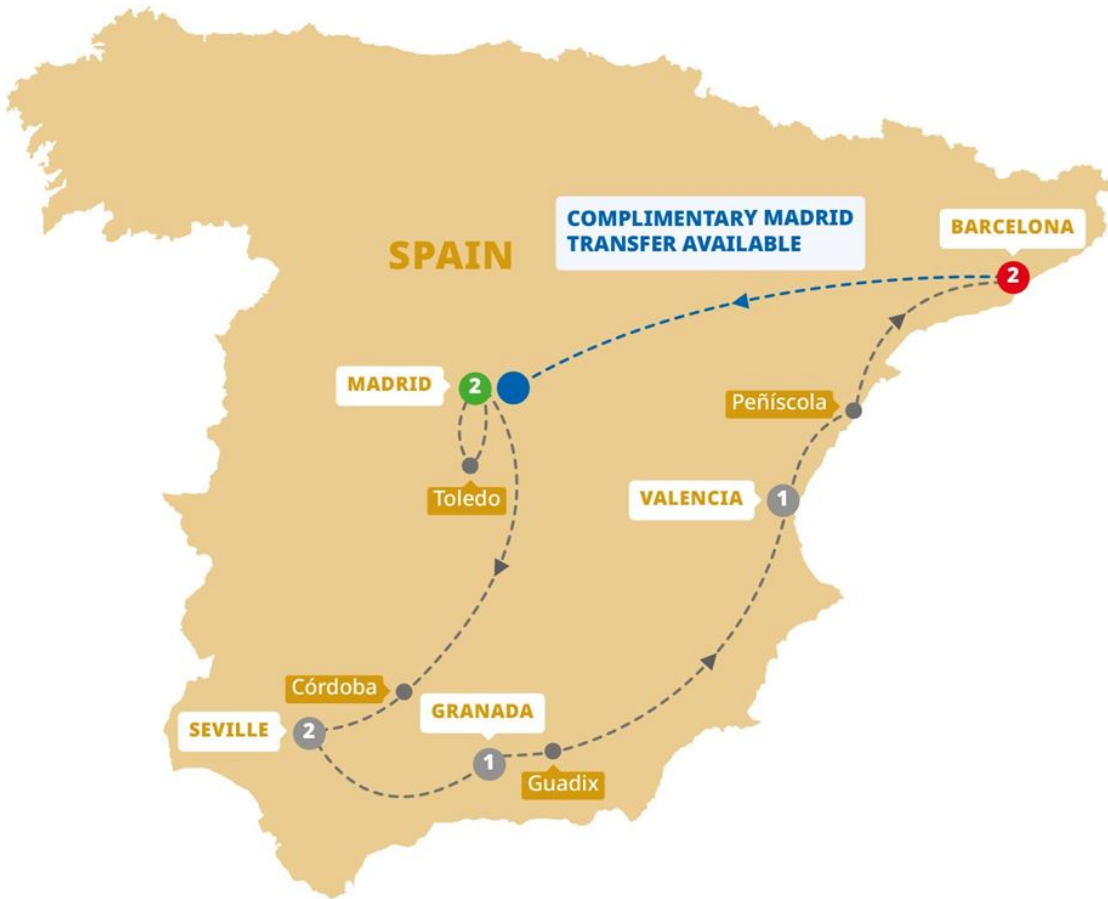 COMPLIMENTARY MADRID
TRANSFER AVAILABLE
BARCELONA
SPAIN
2
MADRID
2
Peñíscola
Toledo
VALENCIA
1
Córdoba
GRANADA
SEVILLE
2
1
Guadix